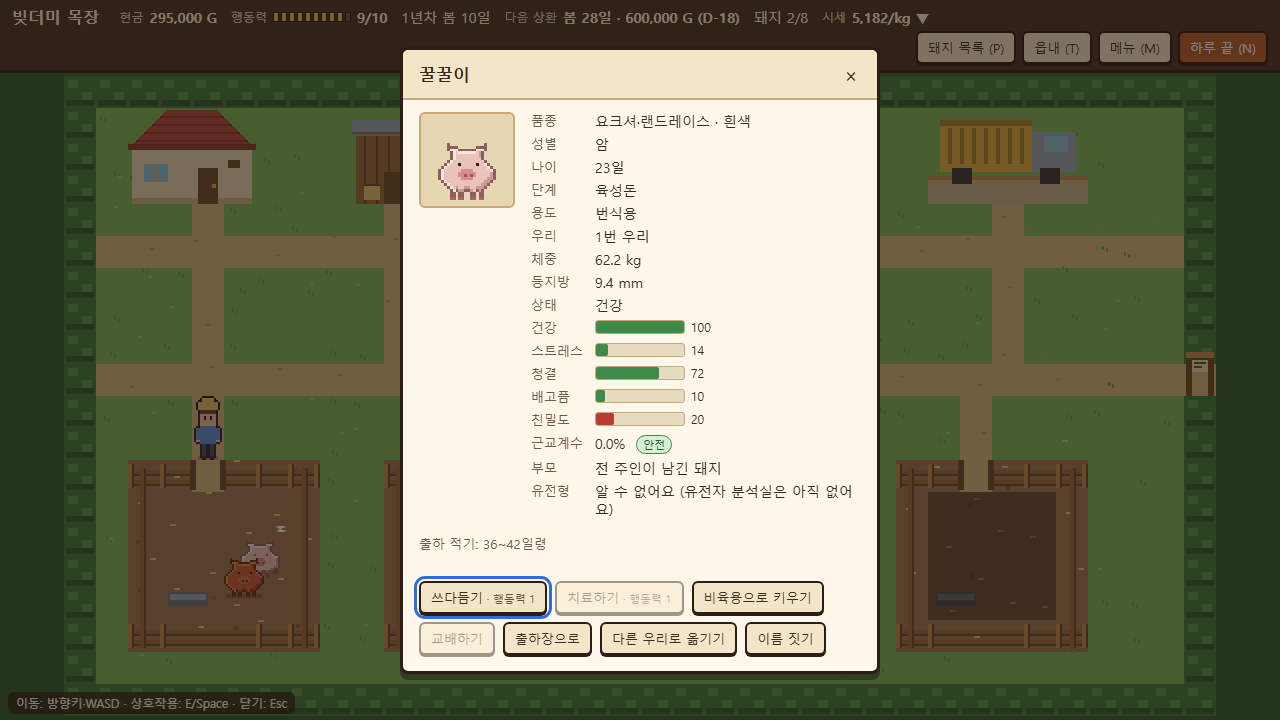 빚더미 목장 현금 295,000 G 행동력 9/10 1년차 봄 10일 다음 상환 봄 28일 · 600,000 G (D-18) 돼지 2/8 시세 5,182/kg ▼
돼지 목록 (P) 읍내 (T) 메뉴 (M) 하루 끝 (N)
꿀꿀이 ×
품종 요크셔·랜드레이스 · 흰색
성별 암
나이 23일
단계 육성돈
용도 번식용
우리 1번 우리
체중 62.2 kg
등지방 9.4 mm
상태 건강
건강 100
스트레스 14
청결 72
배고픔 10
친밀도 20
근교계수 0.0% 안전
부모 전 주인이 남긴 돼지
유전형 알 수 없어요 (유전자 분석실은 아직 없어
요)
출하 적기: 36~42일령
쓰다듬기 · 행동력 1 치료하기 · 행동력 1 비육용으로 키우기
교배하기 출하장으로 다른 우리로 옮기기 이름 짓기
이동: 방향키·WASD · 상호작용: E/Space · 닫기: Esc